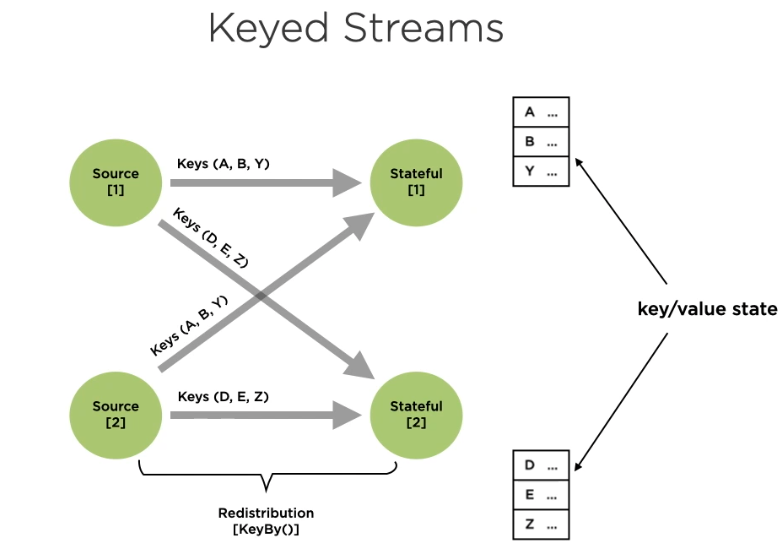 Keyed Streams
Keys (A, B, Y)
Source
[1]
Stateful
[1]
A ...
B ...
Y ...
Keys (D, E, Z)
Keys (A, B, Y)
key/value state
Keys (D, E, Z)
Source
[2]
Stateful
[2]
D ...
E ...
Z ...
Redistribution
[KeyBy()]